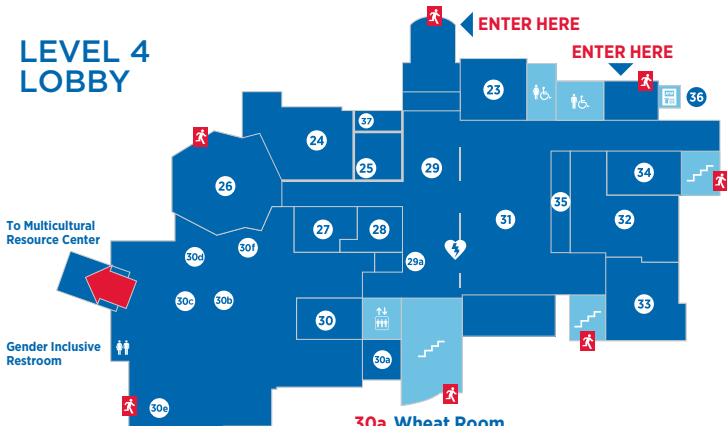 LEVEL 4
LOBBY
ENTER HERE
ENTER HERE
23
36
37
24
25
29
34
26
35
31
32
To Multicultural
Resource Center
27
28
30f
30d
29a
30c
30b
30
33
Gender Inclusive
Restroom
30a
30e
30a Wheat Room